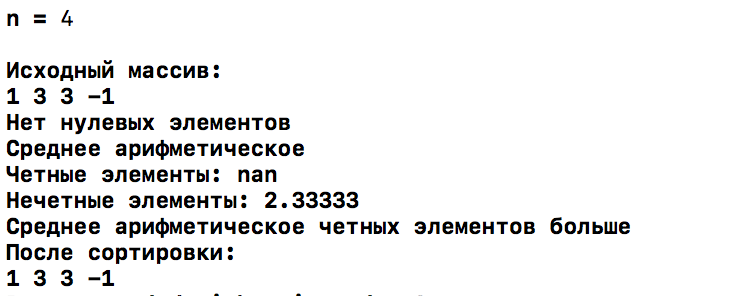 n = 4
Исходный массив:
1 3 3 -1
Нет нулевых элементов
Среднее арифметическое
Четные элементы: nan
Нечетные элементы: 2.33333
Среднее арифметическое четных элементов больше
После сортировки:
1 3 3 -1